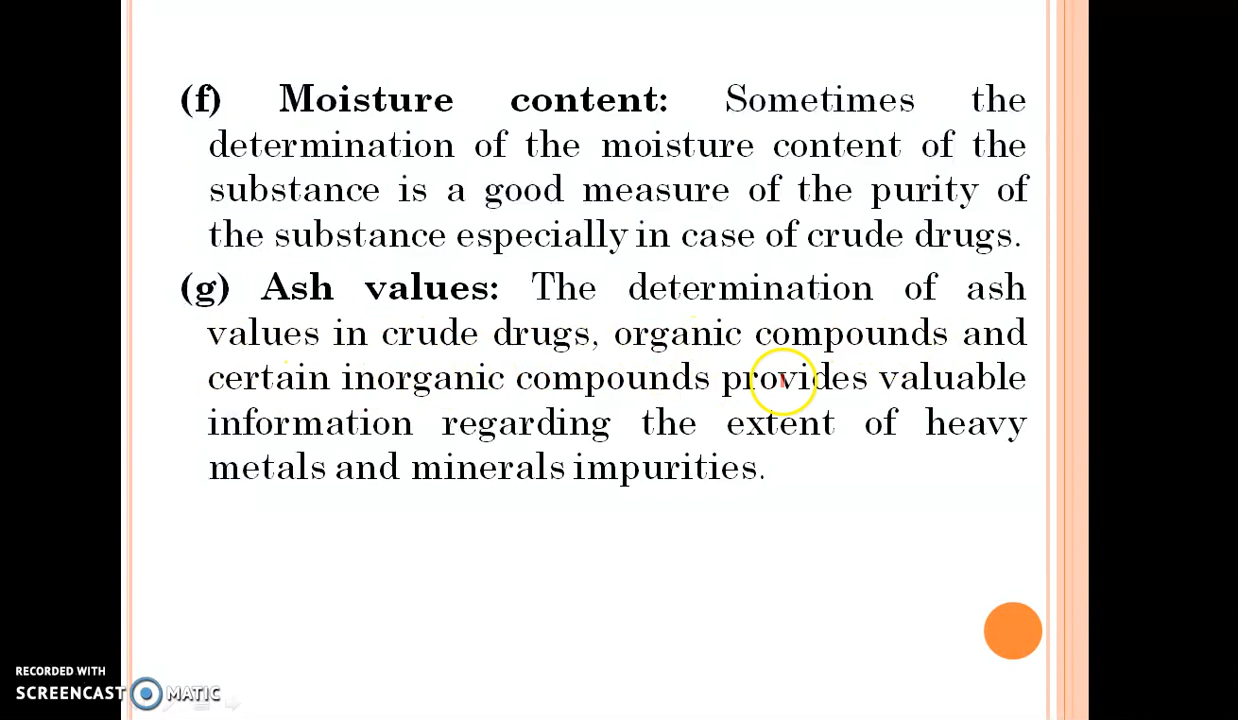 (f) Moisture content: Sometimes the
determination of the moisture content of the
substance is a good measure of the purity of
the substance especially in case of crude drugs.
(g) Ash values: The determination of ash
values in crude drugs, organic compounds and
certain inorganic compounds provides valuable
information regarding the extent of heavy
metals and minerals impurities.
RECORDED WITH
SCREENCAST MATIC